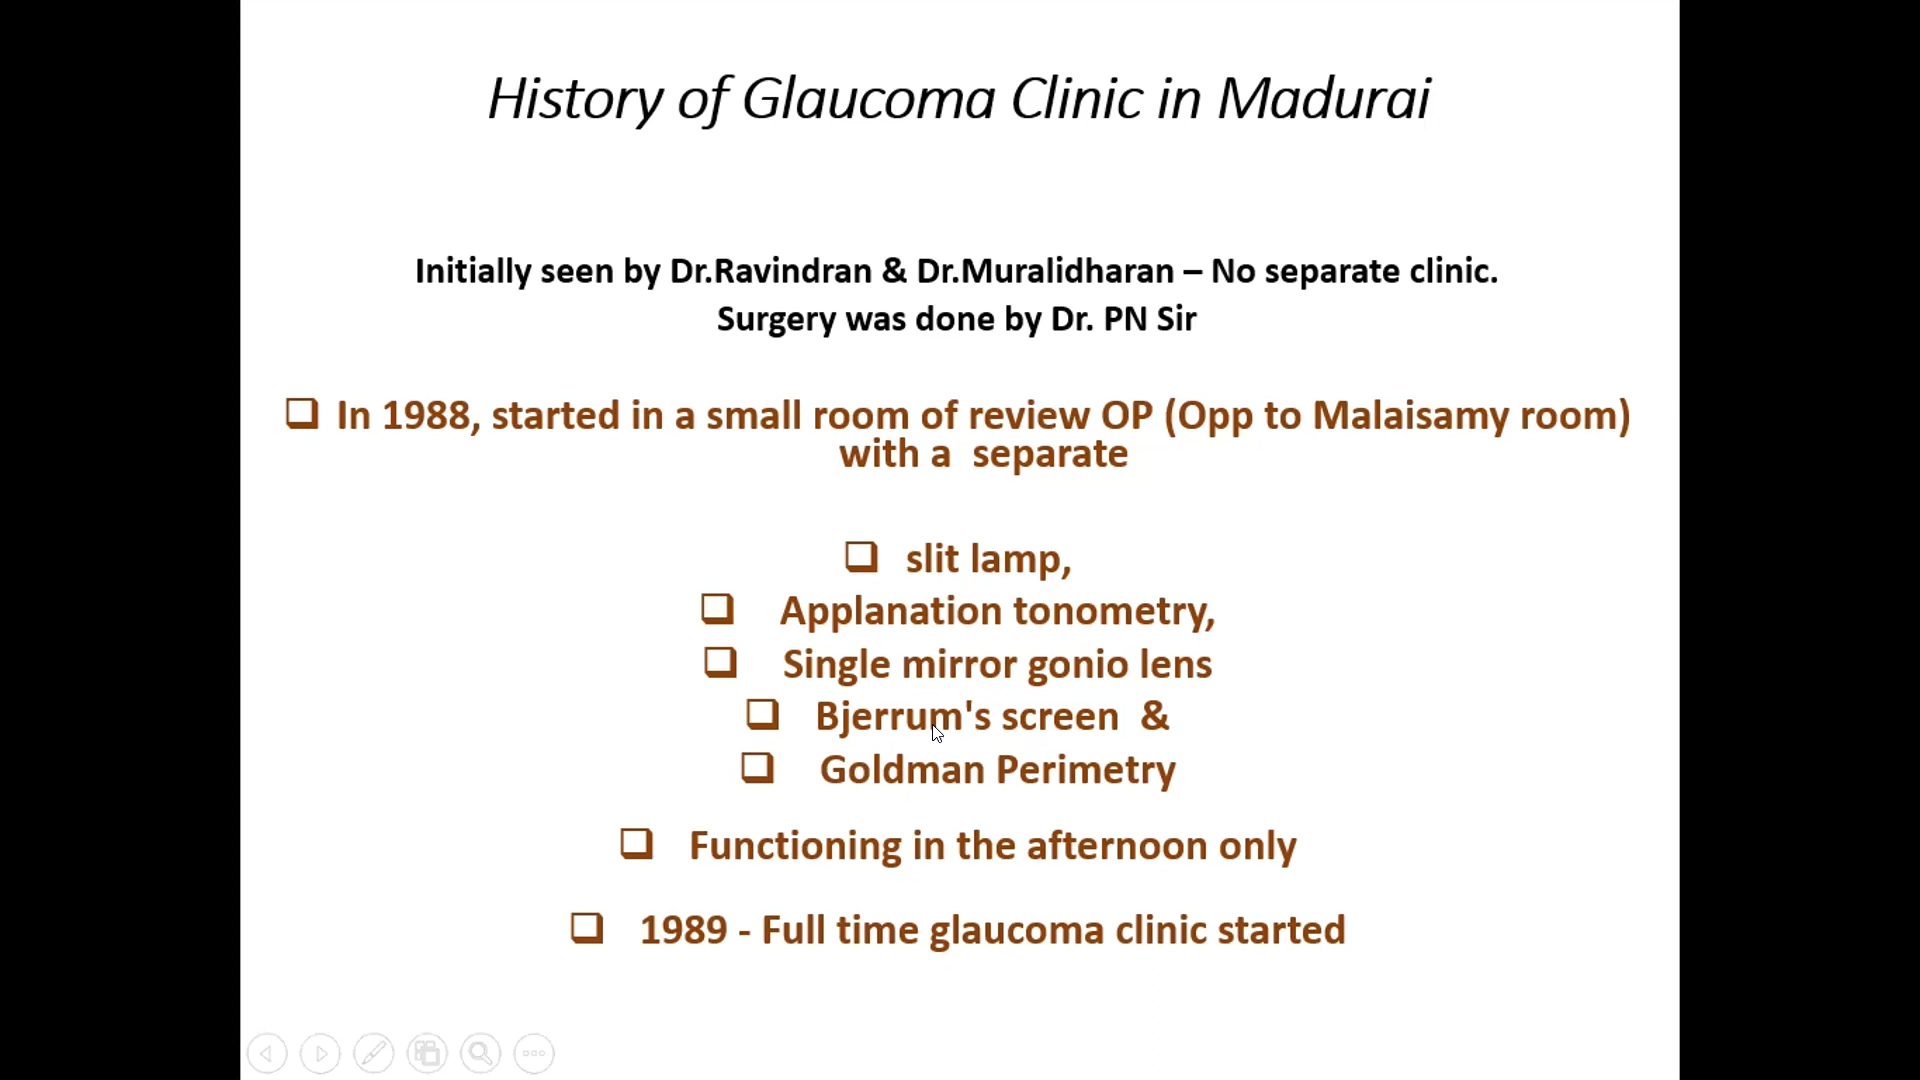 History of Glaucoma Clinic in Madurai
Initially seen by Dr.Ravindran & Dr.Muralidharan – No separate clinic.
Surgery was done by Dr. PN Sir
❑ In 1988, started in a small room of review OP (Opp to Malaisamy room)
with a  separate
❑ slit lamp,
❑ Applanation tonometry,
❑ Single mirror gonio lens
❑ Bjerrum's screen  &
❑ Goldman Perimetry
❑ Functioning in the afternoon only
❑ 1989 - Full time glaucoma clinic started